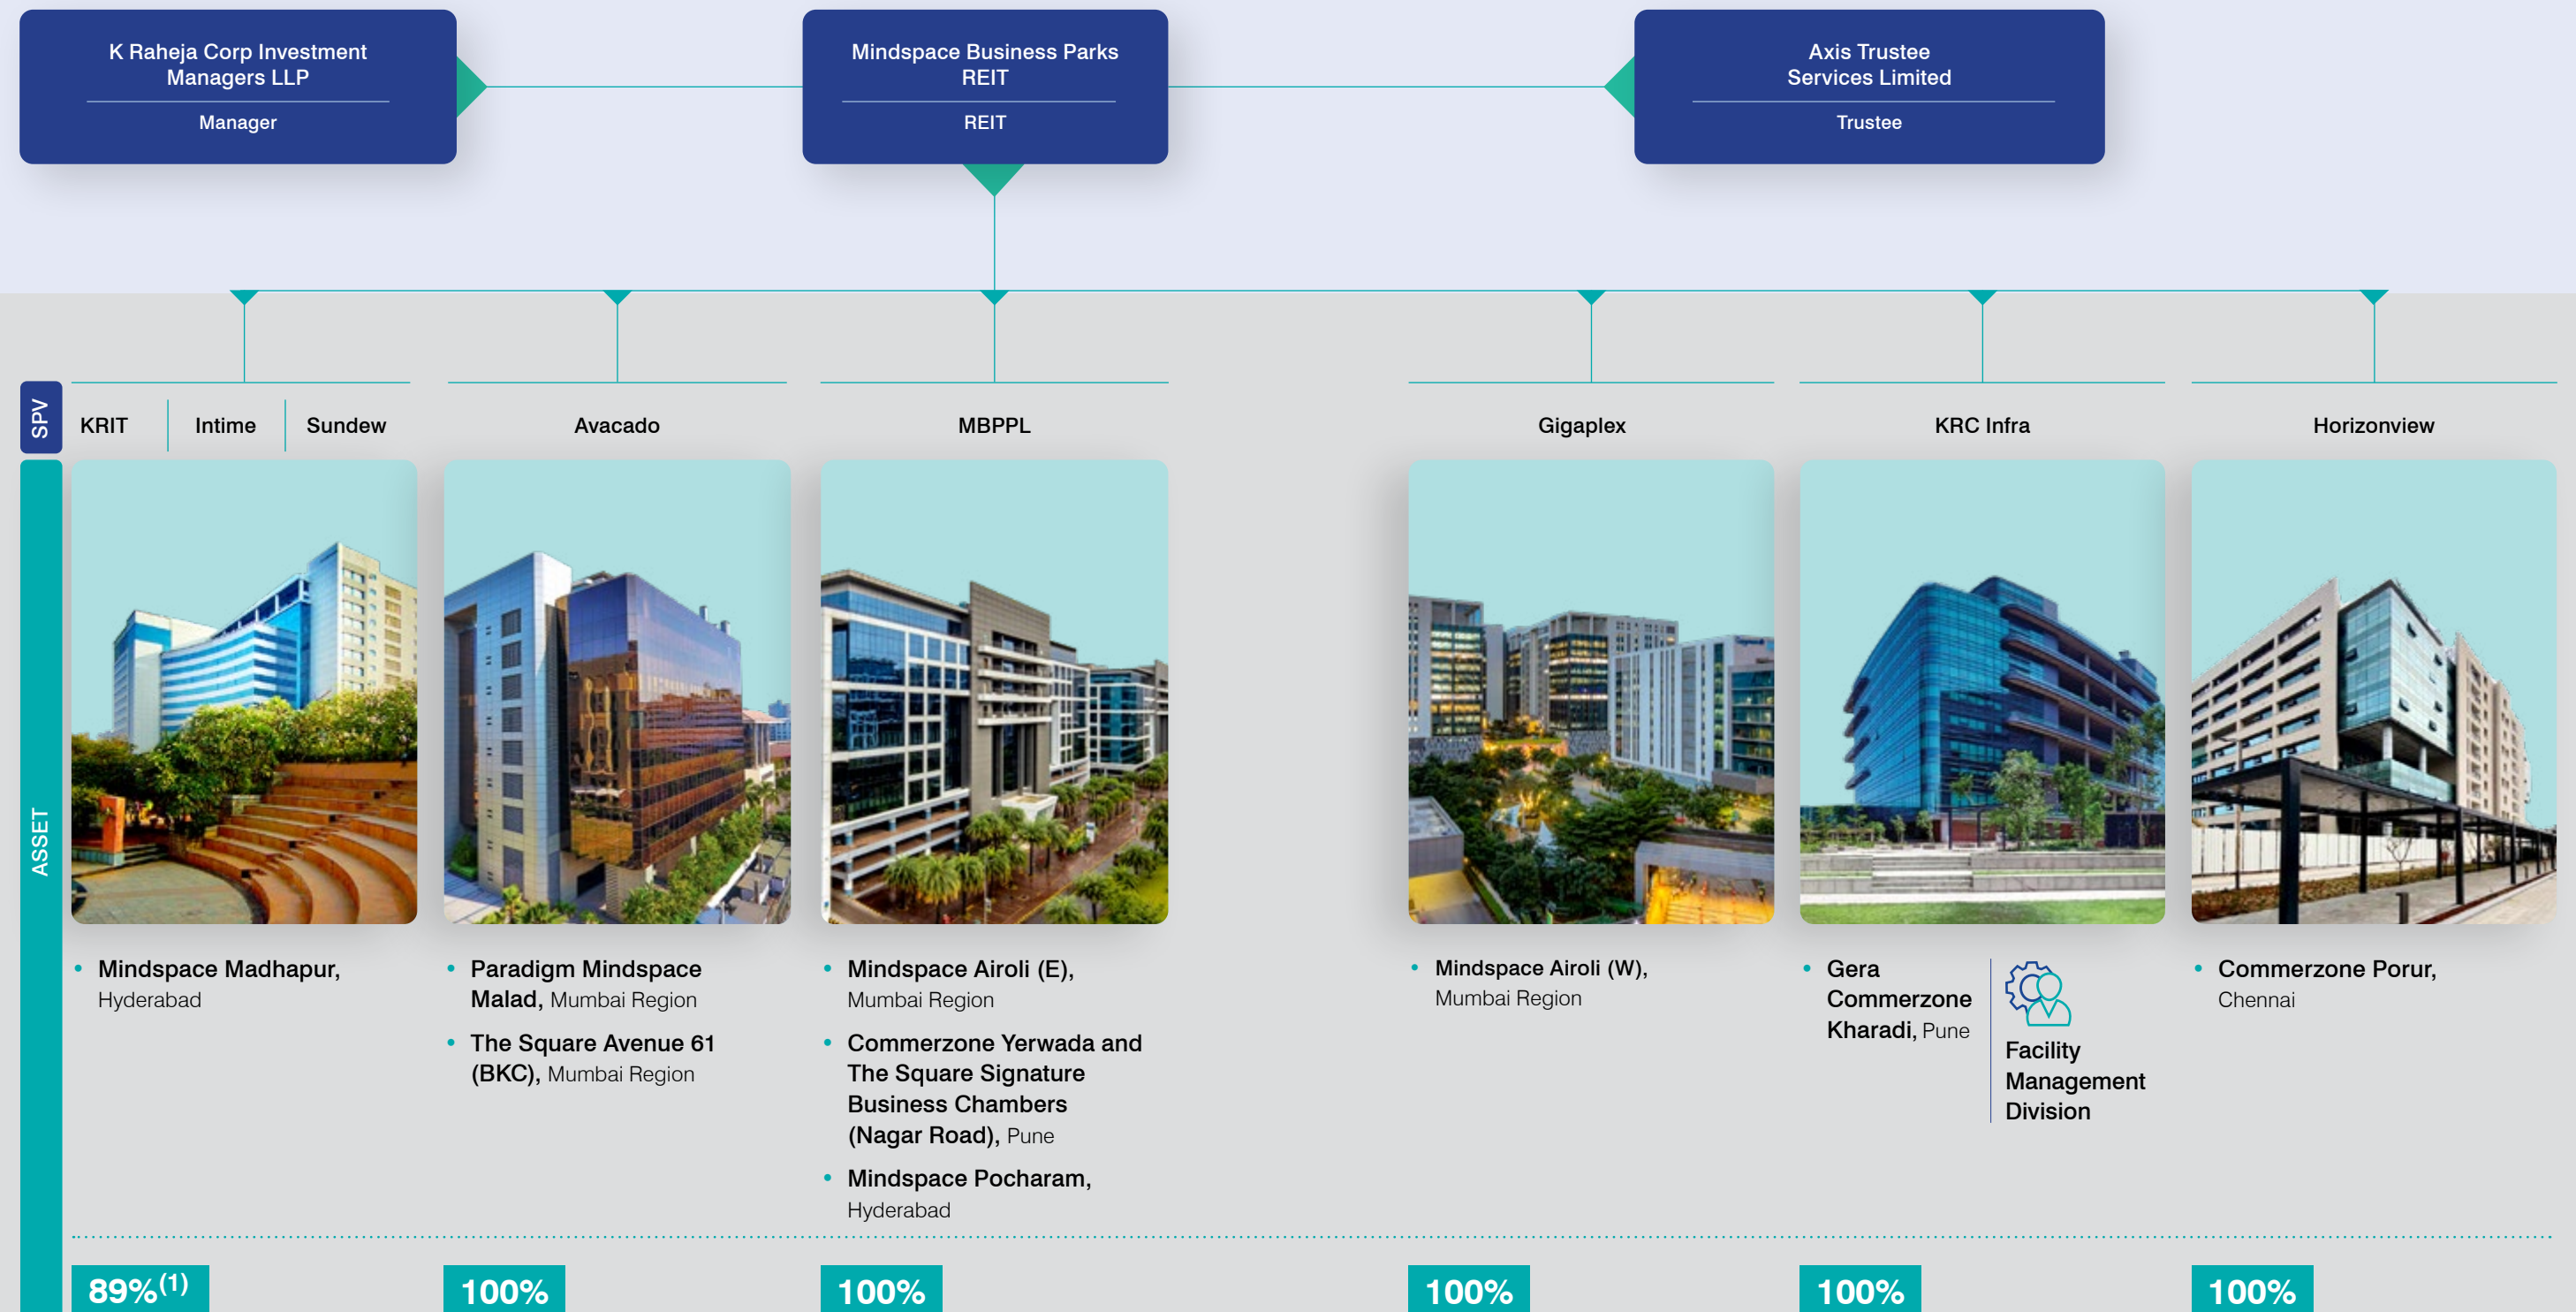 K Raheja Corp Investment
Managers LLP
Manager
Mindspace Business Parks
REIT
REIT
Axis Trustee
Services Limited
Trustee
SPV
KRIT
Intime
Sundew
Avacado
MBPPL
Gigaplex
KRC Infra
Horizonview
ASSET
• Mindspace Madhapur,
Hyderabad
• Paradigm Mindspace
Malad, Mumbai Region
• The Square Avenue 61
(BKC), Mumbai Region
• Mindspace Airoli (E),
Mumbai Region
• Commerzone Yerwada and
The Square Signature
Business Chambers
(Nagar Road), Pune
• Mindspace Pocharam,
Hyderabad
• Mindspace Airoli (W),
Mumbai Region
• Gera
Commerzone
Kharadi, Pune
Facility
Management
Division
• Commerzone Porur,
Chennai
89%(1)
100%
100%
100%
100%
100%